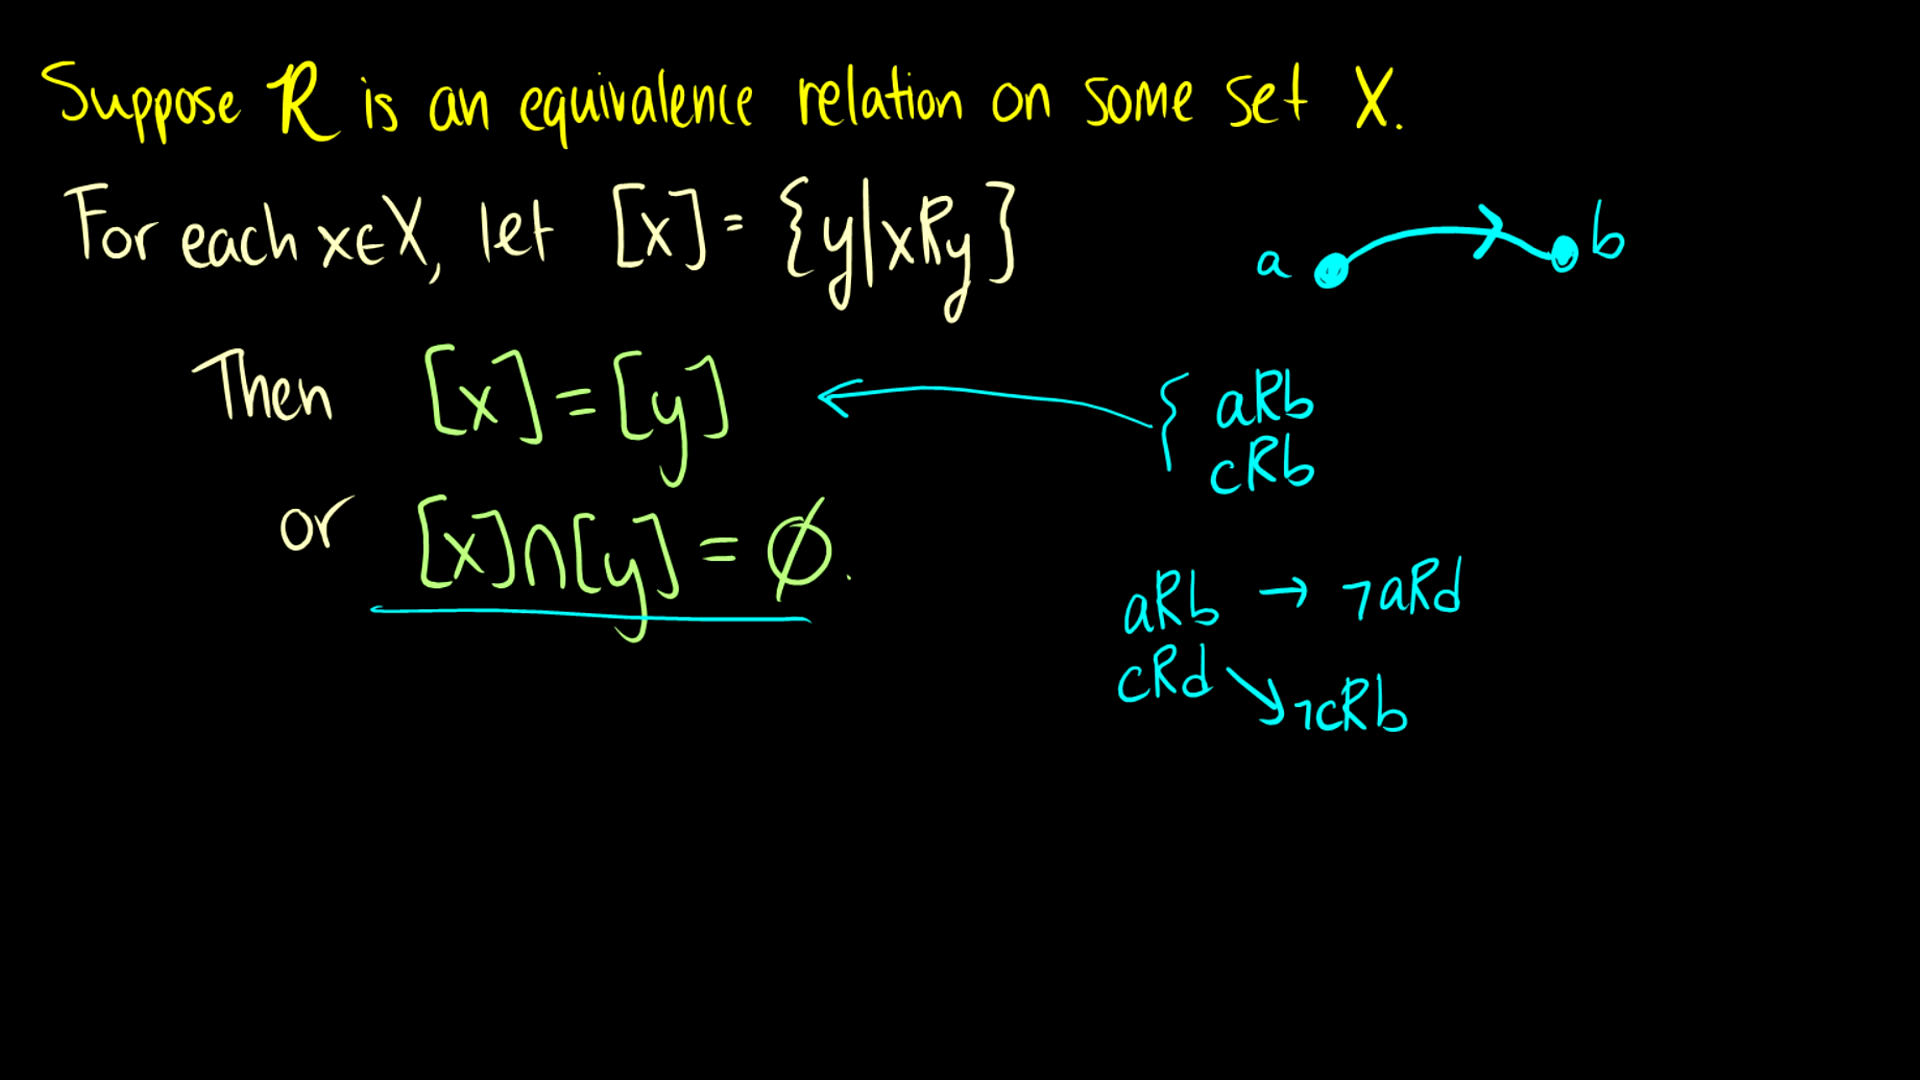 Suppose R is an equivalence relation on some set X.
For each x∈X, let [x] = {y|xRy}
a b
Then [x]=[y]
{ aRb
cRb
or [x]∩[y] = ∅.
aRb → ¬aRd
cRd ↘ ¬cRb